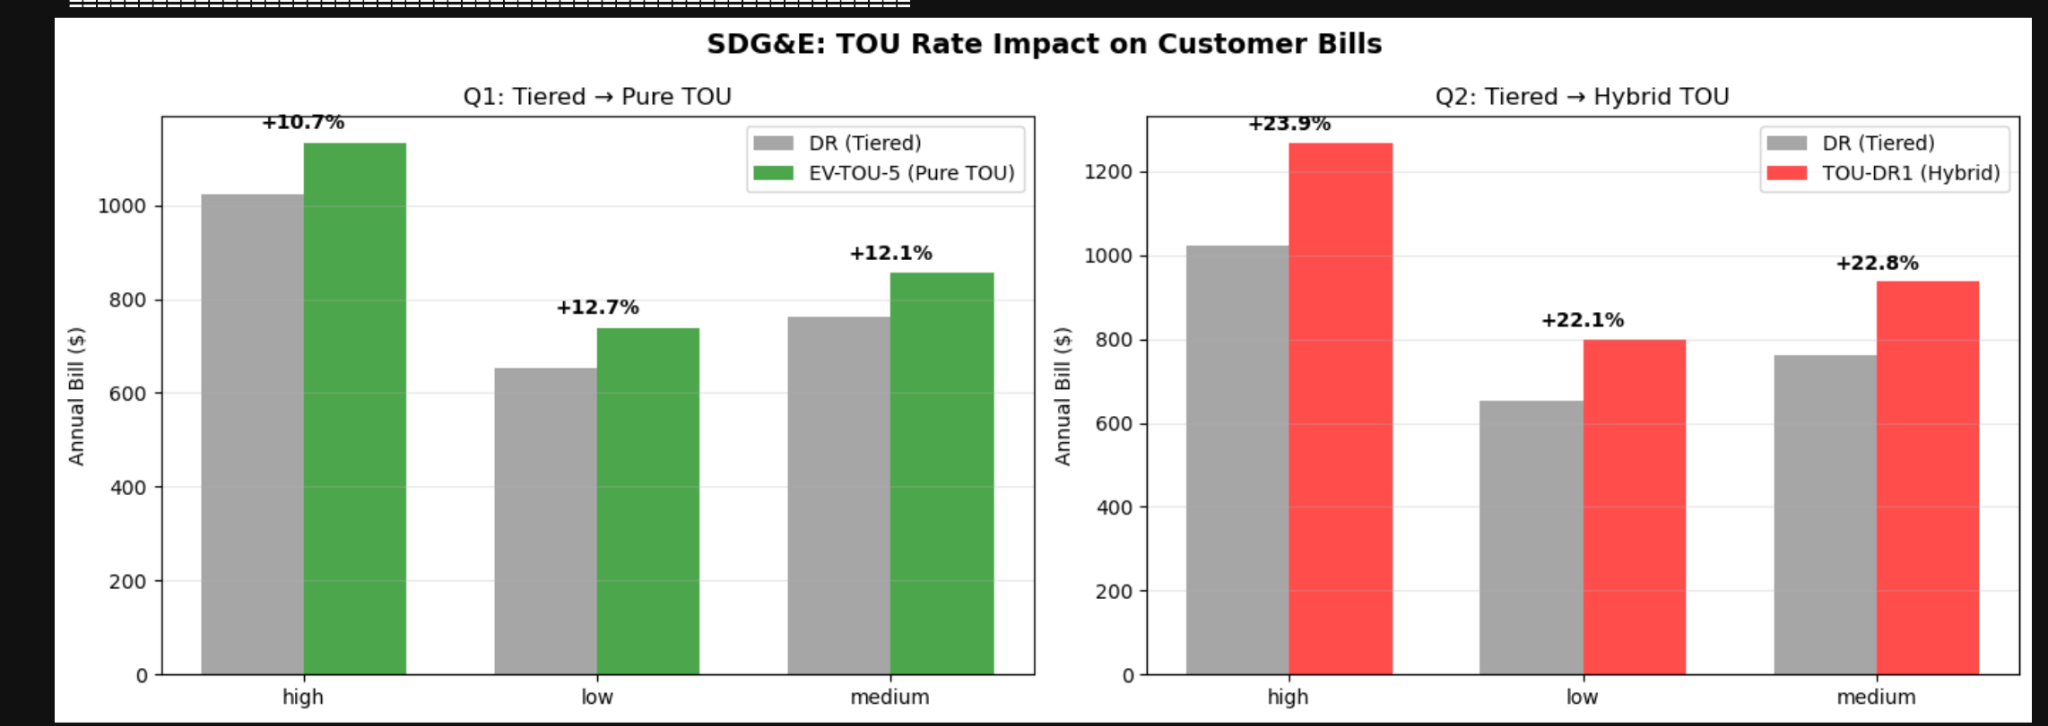 SDG&E: TOU Rate Impact on Customer Bills
Q1: Tiered → Pure TOU
+10.7%
+12.7%
+12.1%
DR (Tiered)
EV-TOU-5 (Pure TOU)
Annual Bill ($)
1000
800
600
400
200
0
high
low
medium
Q2: Tiered → Hybrid TOU
+23.9%
+22.1%
+22.8%
DR (Tiered)
TOU-DR1 (Hybrid)
Annual Bill ($)
1200
1000
800
600
400
200
0
high
low
medium